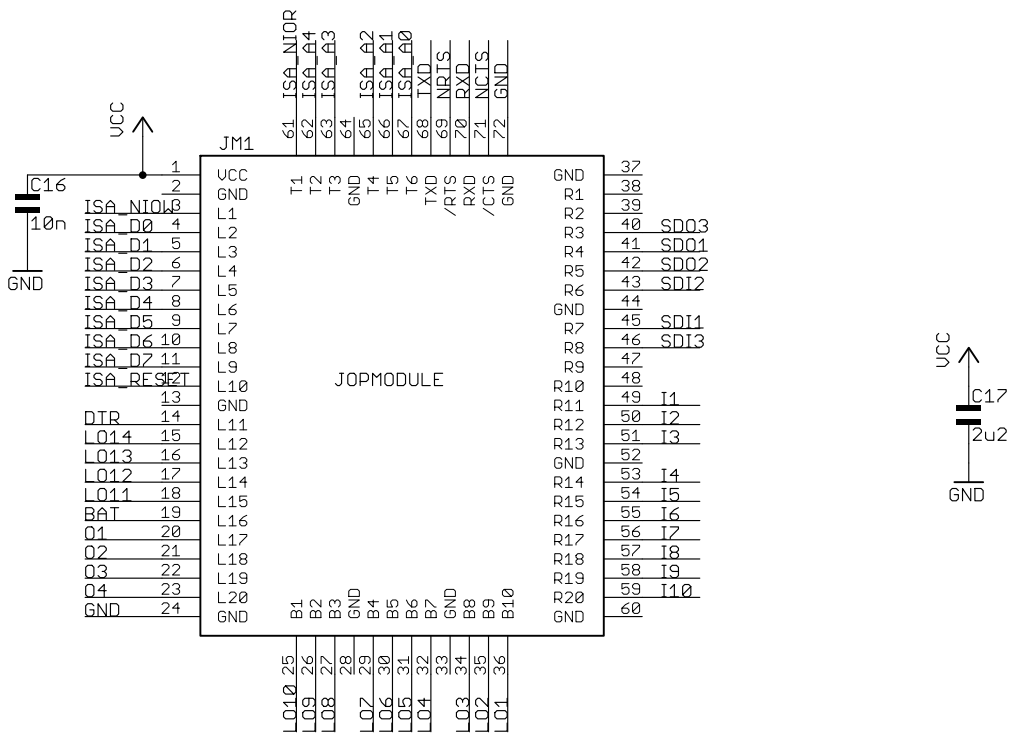 ISA_NIOR
ISA_A4
ISA_A3
ISA_A2
ISA_A1
ISA_A0
TXD
NRTS
RXD
NCTS
GND
61
62
63
64
65
66
67
68
69
70
71
72
VCC
JM1
T1
T2
T3
GND
T4
T5
T6
TXD
/RTS
RXD
/CTS
GND
C16
10n
GND
1 VCC
2 GND
ISA_NIOW 3 L1
ISA_D0 4 L2
ISA_D1 5 L3
ISA_D2 6 L4
ISA_D3 7 L5
ISA_D4 8 L6
ISA_D5 9 L7
ISA_D6 10 L8
ISA_D7 11 L9
ISA_RESET 12 L10
13 GND
DTR 14 L11
LO14 15 L12
LO13 16 L13
LO12 17 L14
LO11 18 L15
BAT 19 L16
O1 20 L17
O2 21 L18
O3 22 L19
O4 23 L20
GND 24 GND
JOPMODULE
GND 37
R1 38
R2 39
R3 40 SDO3
R4 41 SDO1
R5 42 SDO2
R6 43 SDI2
GND 44
R7 45 SDI1
R8 46 SDI3
R9 47
R10 48
R11 49 I1
R12 50 I2
R13 51 I3
GND 52
R14 53 I4
R15 54 I5
R16 55 I6
R17 56 I7
R18 57 I8
R19 58 I9
R20 59 I10
GND 60
VCC
C17
2u2
GND
B1
B2
B3
GND
B4
B5
B6
B7
GND
B8
B9
B10
25
26
27
28
29
30
31
32
33
34
35
36
LO10
LO9
LO8
LO7
LO6
LO5
LO4
LO3
LO2
LO1